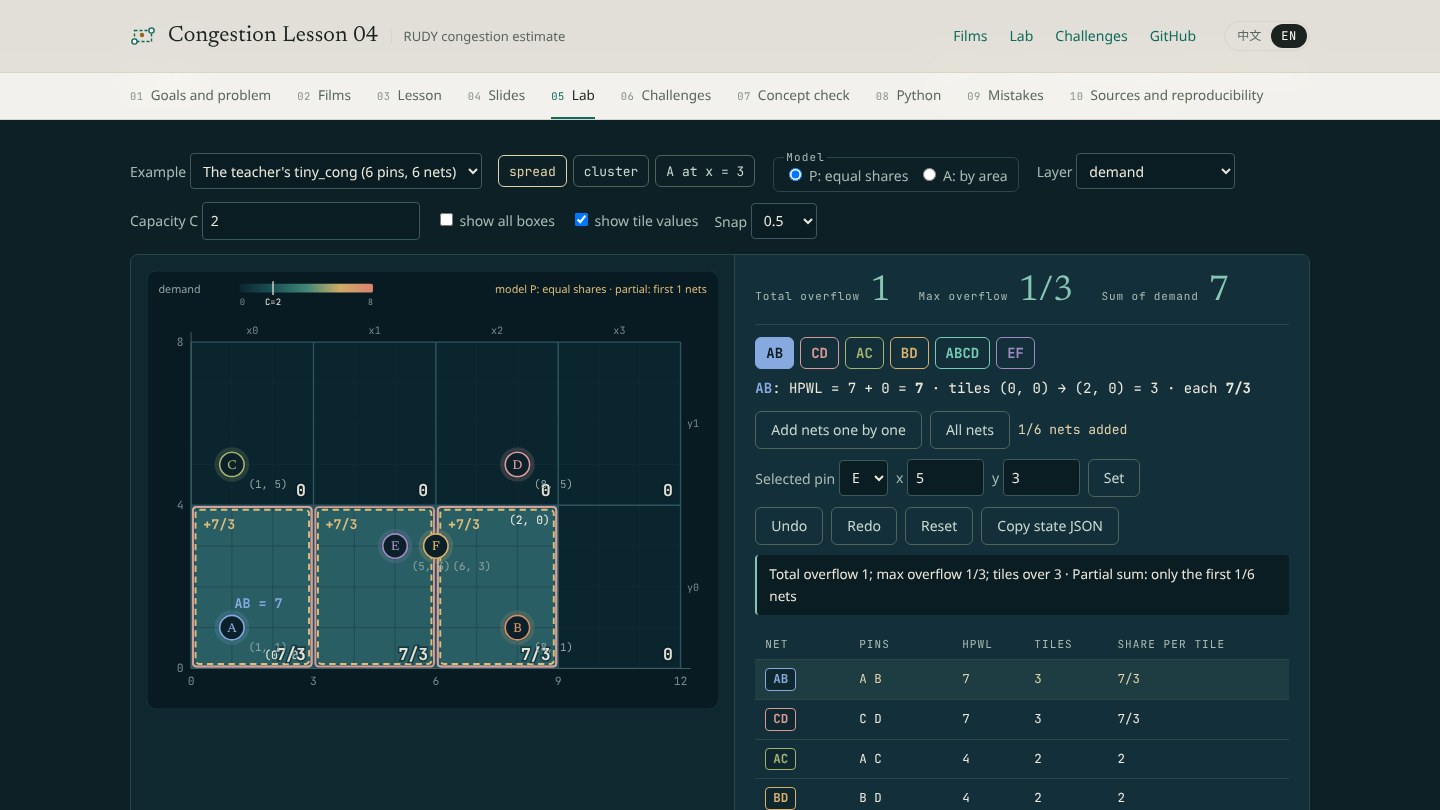 Congestion Lesson 04
RUDY congestion estimate
Films Lab Challenges GitHub 中文 EN
01 Goals and problem 02 Films 03 Lesson 04 Slides 05 Lab 06 Challenges 07 Concept check 08 Python 09 Mistakes 10 Sources and reproducibility
Example The teacher's tiny_cong (6 pins, 6 nets) spread cluster A at x = 3 Model P: equal shares A: by area Layer demand
Capacity C 2 show all boxes show tile values Snap 0.5
demand 0 C=2 8 model P: equal shares · partial: first 1 nets
x0 x1 x2 x3
8
y1
C D
(1, 5) 0 0 0 5) 0
4
+7/3 +7/3 +7/3 (2, 0)
E F
(5, (6, 3)
y0
AB = 7
A B
(1, 1)
7/3 7/3 7/3 0
0
0 3 6 9 12
Total overflow 1 Max overflow 1/3 Sum of demand 7
AB CD AC BD ABCD EF
AB: HPWL = 7 + 0 = 7 · tiles (0, 0) → (2, 0) = 3 · each 7/3
Add nets one by one All nets 1/6 nets added
Selected pin E x 5 y 3 Set
Undo Redo Reset Copy state JSON
Total overflow 1; max overflow 1/3; tiles over 3 · Partial sum: only the first 1/6
nets
NET PINS HPWL TILES SHARE PER TILE
AB A B 7 3 7/3
CD C D 7 3 7/3
AC A C 4 2 2
BD B D 4 2 2